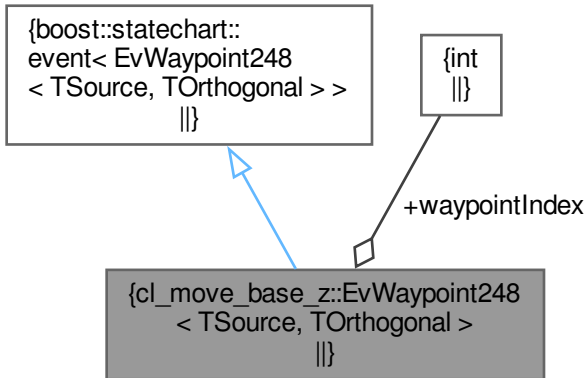 {boost::statechart::
event< EvWaypoint248
< TSource, TOrthogonal > >
||}
{int
||}
+waypointIndex
{cl_move_base_z::EvWaypoint248
< TSource, TOrthogonal >
||}